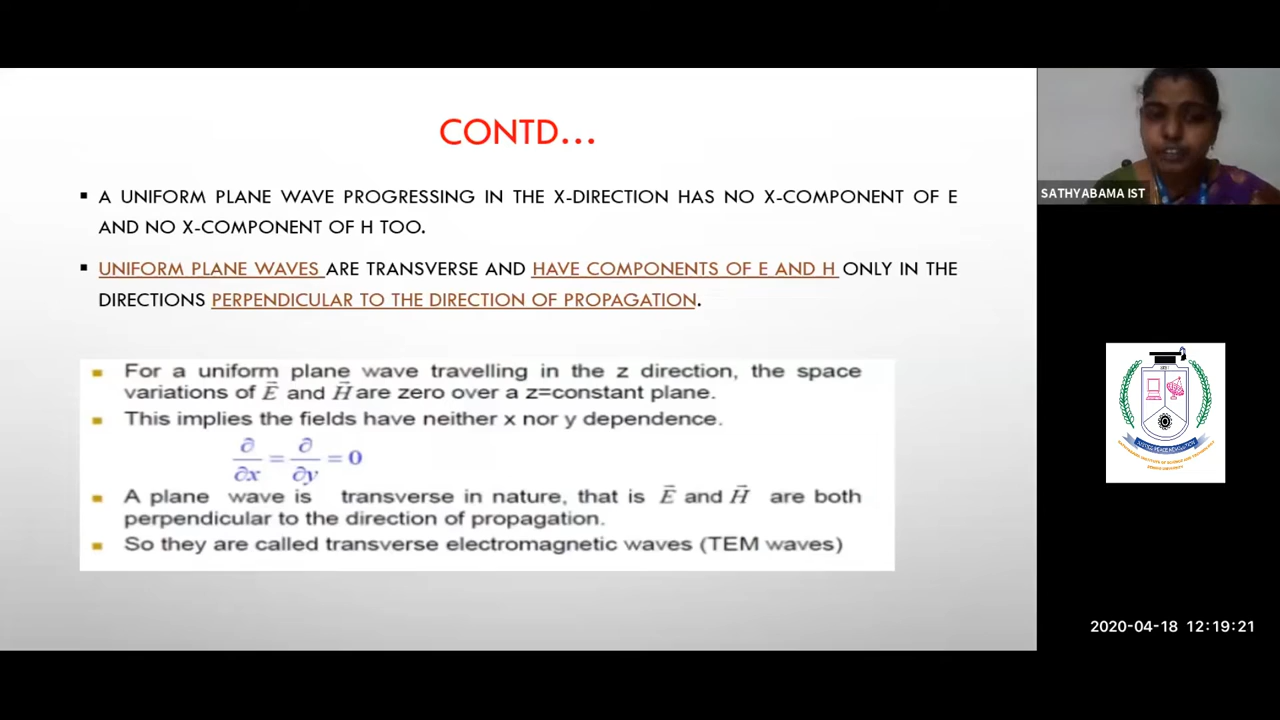 CONTD...
▪ A UNIFORM PLANE WAVE PROGRESSING IN THE X-DIRECTION HAS NO X-COMPONENT OF E
AND NO X-COMPONENT OF H TOO.
▪ UNIFORM PLANE WAVES ARE TRANSVERSE AND HAVE COMPONENTS OF E AND H ONLY IN THE
DIRECTIONS PERPENDICULAR TO THE DIRECTION OF PROPAGATION.
▪ For a uniform plane wave travelling in the z direction, the space
variations of E⃗ and H⃗ are zero over a z=constant plane.
▪ This implies the fields have neither x nor y dependence.
∂/∂x = ∂/∂y = 0
▪ A plane wave is transverse in nature, that is E⃗ and H⃗ are both
perpendicular to the direction of propagation.
▪ So they are called transverse electromagnetic waves (TEM waves)
SATHYABAMA IST
JUSTICE PEACE
2020-04-18 12:19:21